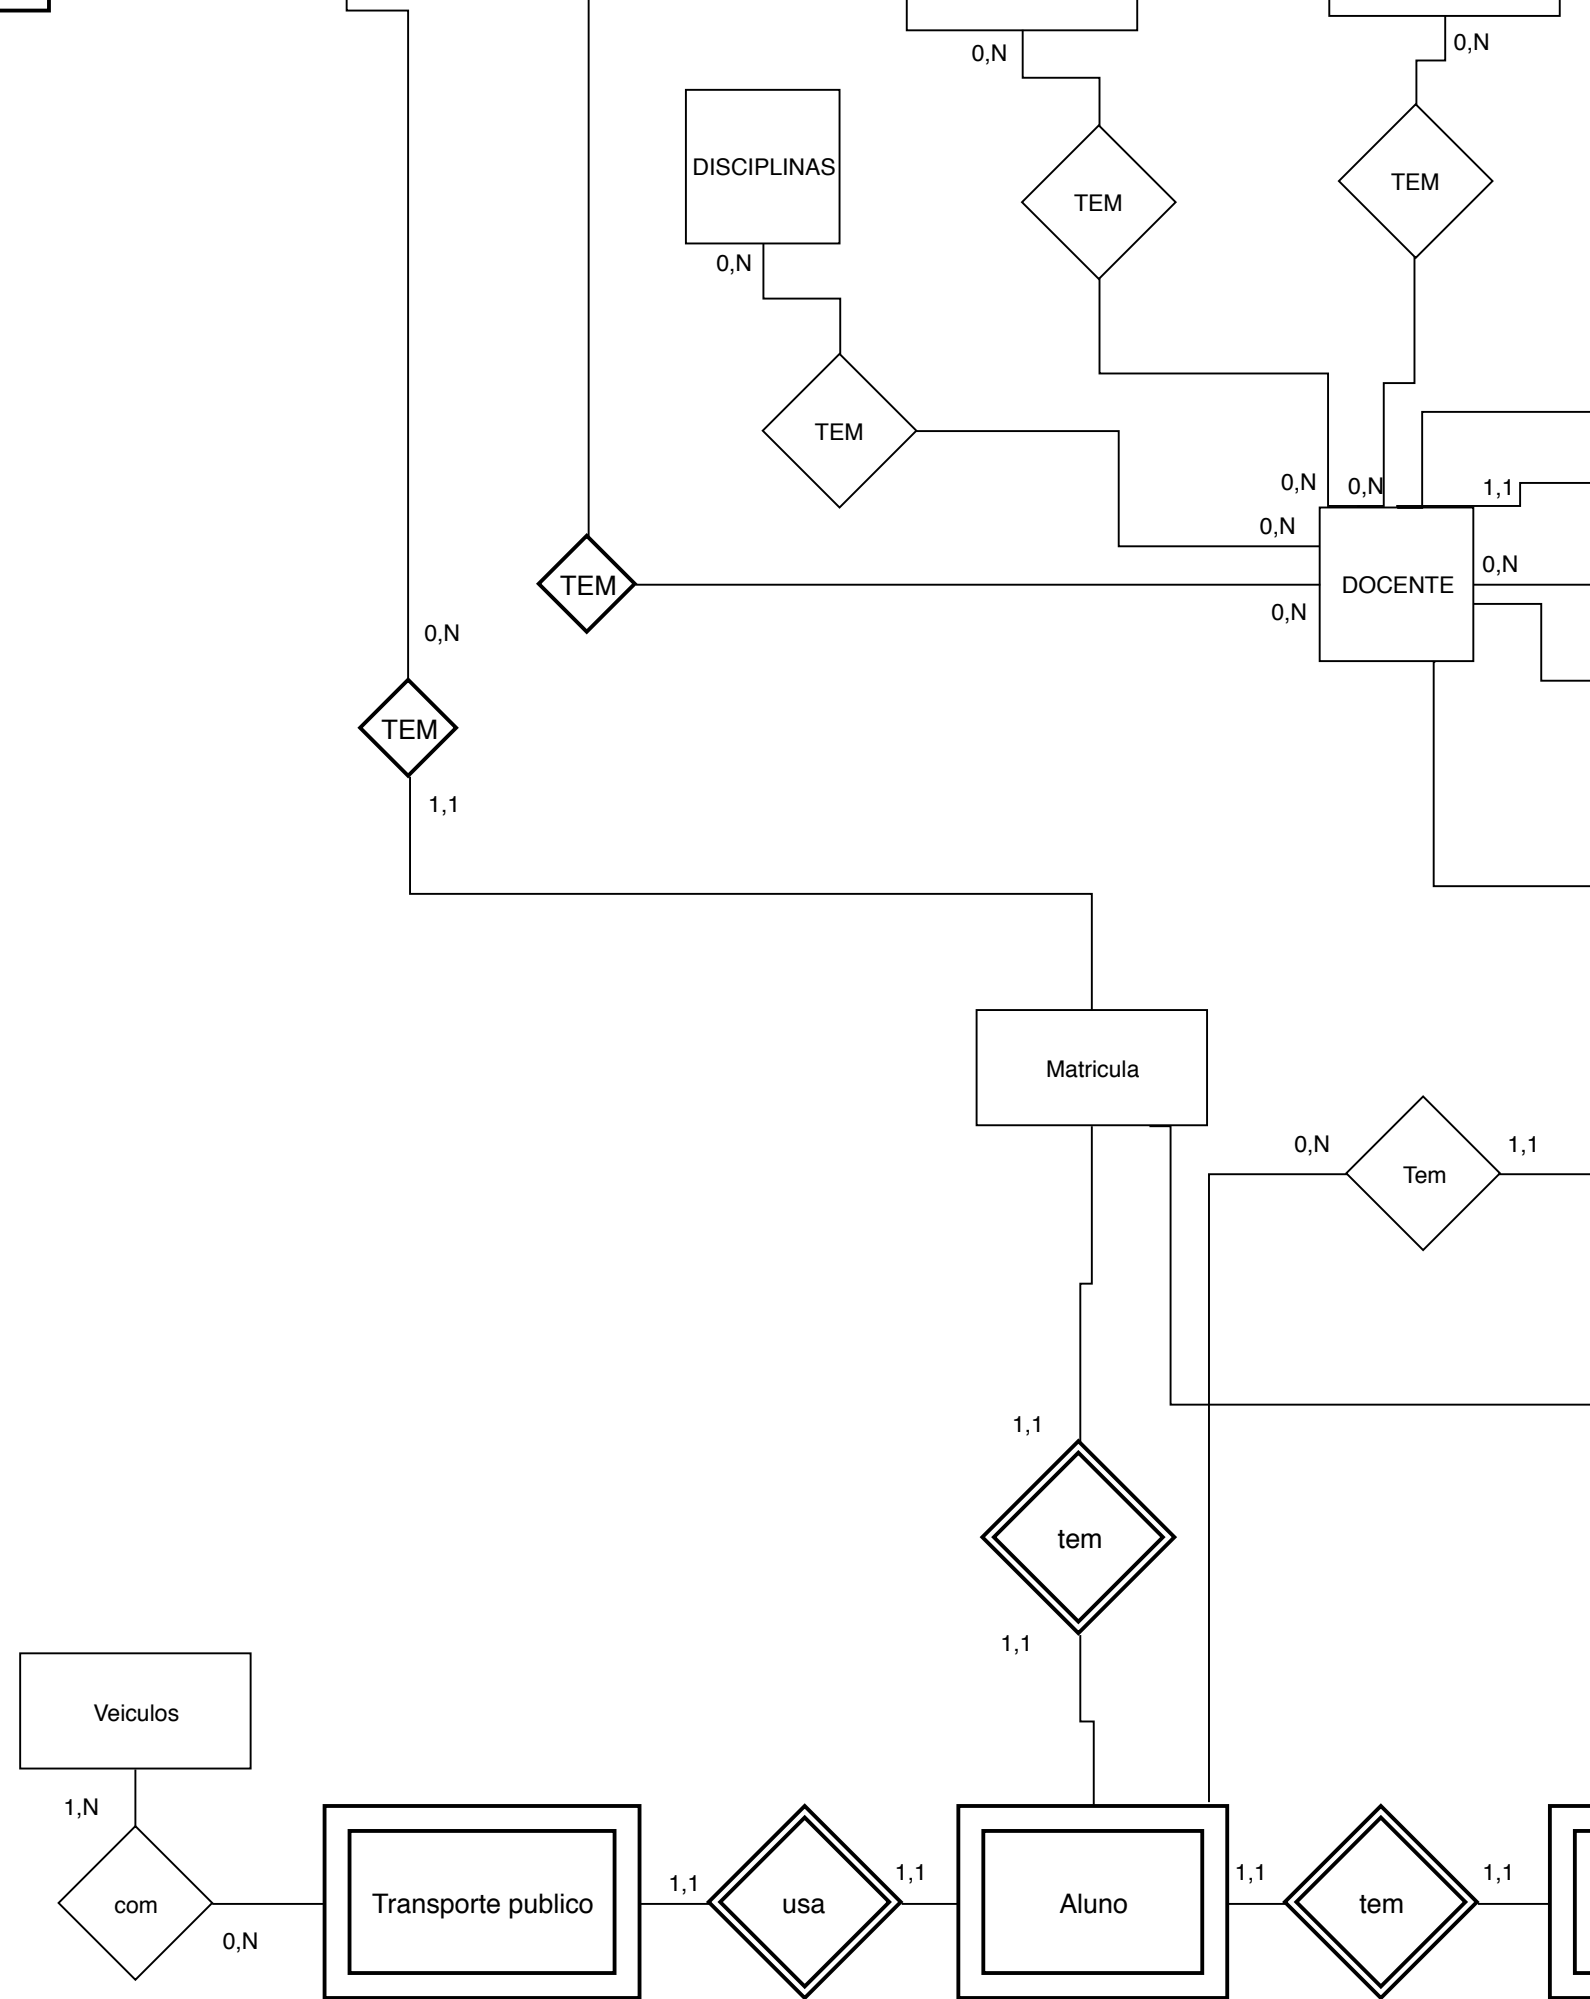 0,N
0,N
DISCIPLINAS
TEM
TEM
0,N
TEM
0,N
0,N
1,1
0,N
0,N
TEM
DOCENTE
0,N
0,N
TEM
1,1
Matricula
0,N
1,1
Tem
1,1
tem
1,1
Veiculos
1,N
1,1
1,1
1,1
1,1
com
Transporte publico
usa
Aluno
tem
0,N